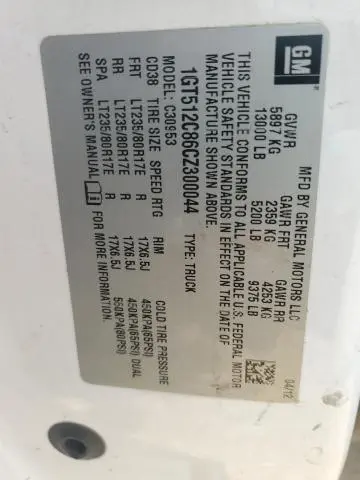 GM
MFD BY GENERAL MOTORS LLC
04/12
GVWR GAWR FRT GAWR RR
5897 KG 2359 KG 4253 KG
13000 LB 5200 LB 9375 LB
THIS VEHICLE CONFORMS TO ALL APPLICABLE U.S. FEDERAL MOTOR
VEHICLE SAFETY STANDARDS IN EFFECT ON THE DATE OF
MANUFACTURE SHOWN ABOVE.
1GT512C86CZ300044 TYPE: TRUCK
MODEL: C30953
CD38 TIRE SIZE SPEED RTG RIM COLD TIRE PRESSURE
FRT LT235/80R17E R 17X6.5J 450KPA(65PSI)
RR LT235/80R17E R 17X6.5J 450KPA(65PSI) DUAL
SPA LT235/80R17E R 17X6.5J 550KPA(80PSI)
SEE OWNER'S MANUAL FOR MORE INFORMATION.